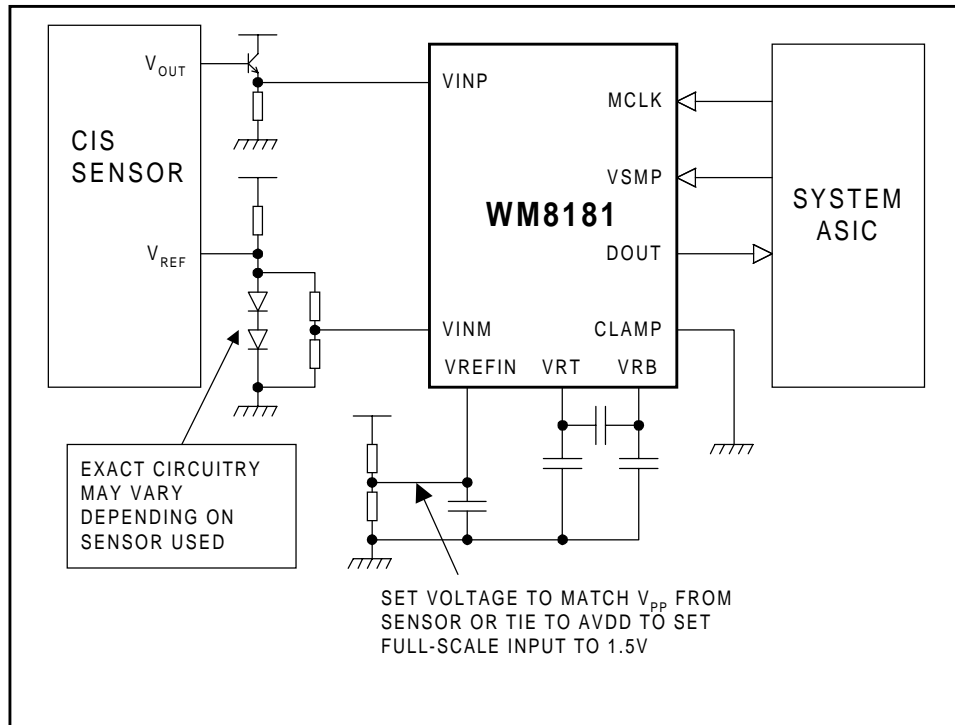 CIS
SENSOR
VOUT
VREF
VINP
VINM
VREFIN
VRT
VRB
WM8181
MCLK
VSMP
DOUT
CLAMP
SYSTEM
ASIC
EXACT CIRCUITRY
MAY VARY
DEPENDING ON
SENSOR USED
SET VOLTAGE TO MATCH VPP FROM
SENSOR OR TIE TO AVDD TO SET
FULL-SCALE INPUT TO 1.5V